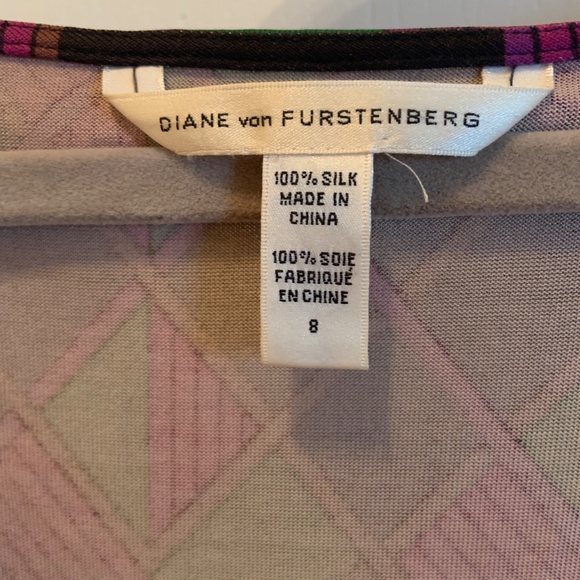 DIANE von FURSTENBERG
100% SILK
MADE IN
CHINA
100% SOIE
FABRIQUÉ
EN CHINE
8